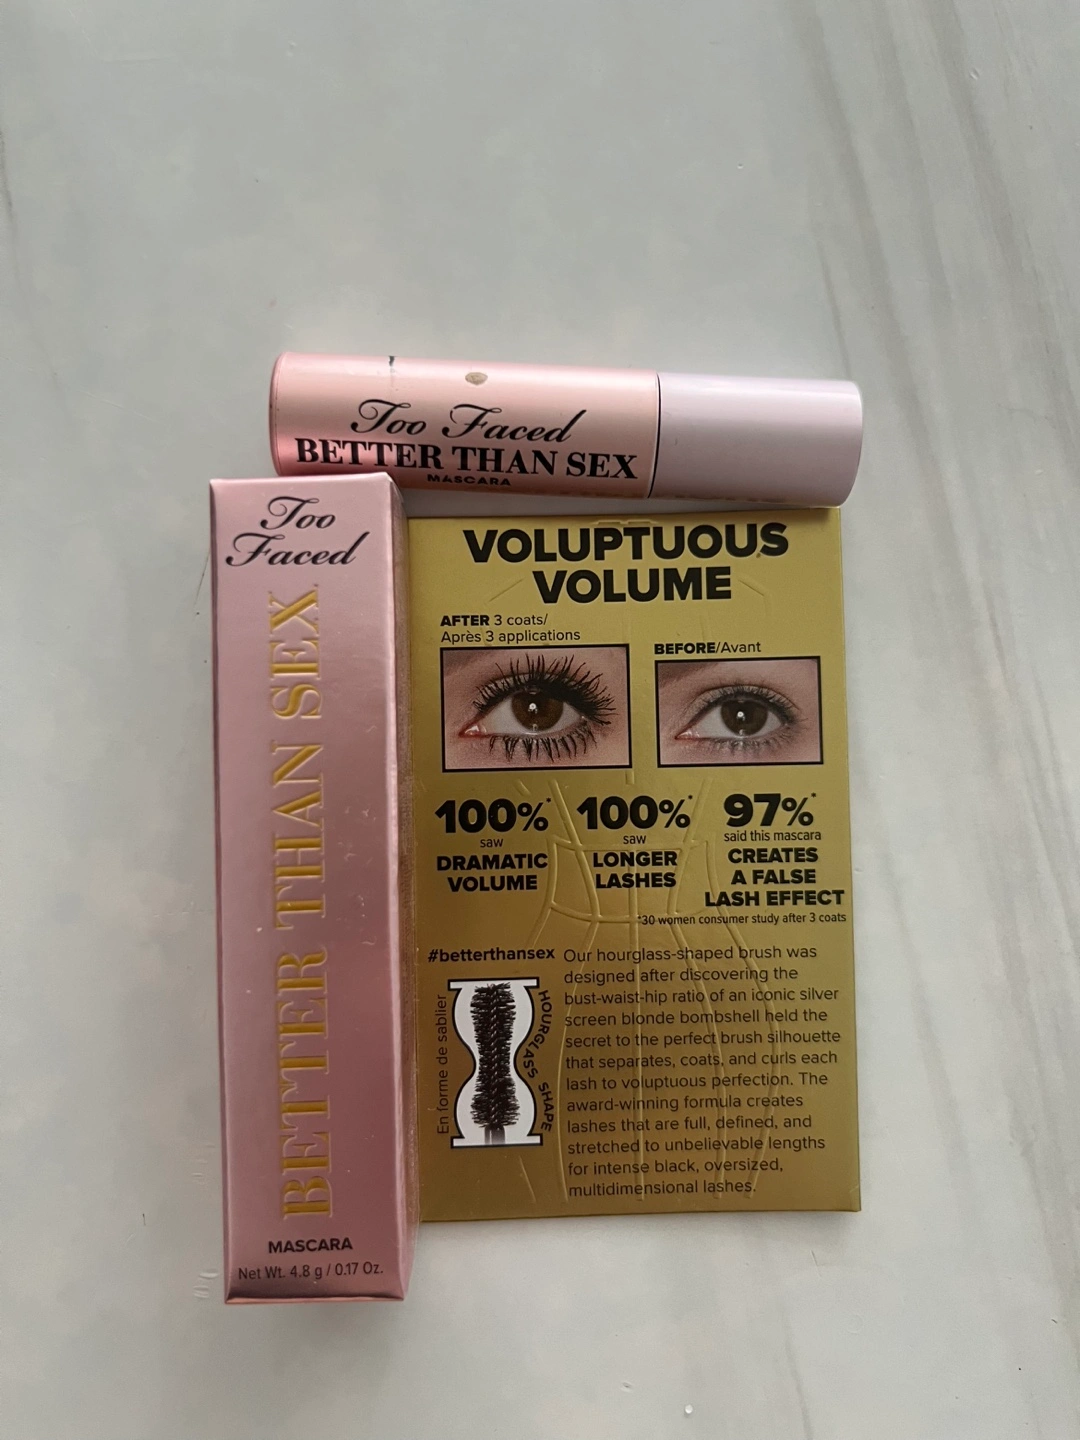 Too Faced
BETTER THAN SEX
MASCARA
Too
Faced
BETTER THAN SEX
MASCARA
Net Wt. 4.8 g / 0.17 Oz.
VOLUPTUOUS
VOLUME
AFTER 3 coats/
Après 3 applications
BEFORE/Avant
100%*
saw
DRAMATIC
VOLUME
100%*
saw
LONGER
LASHES
97%*
said this mascara
CREATES
A FALSE
LASH EFFECT
*30 women consumer study after 3 coats
#betterthansex
En forme de sablier
HOURGLASS SHAPE
Our hourglass-shaped brush was
designed after discovering the
bust-waist-hip ratio of an iconic silver
screen blonde bombshell held the
secret to the perfect brush silhouette
that separates, coats, and curls each
lash to voluptuous perfection. The
award-winning formula creates
lashes that are full, defined, and
stretched to unbelievable lengths
for intense black, oversized,
multidimensional lashes.